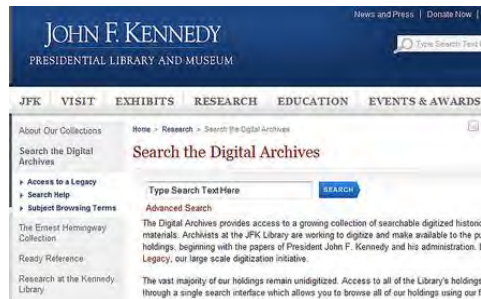 News and Press | Donate Now |
JOHN F. KENNEDY
PRESIDENTIAL LIBRARY AND MUSEUM
Type Search Text
JFK VISIT EXHIBITS RESEARCH EDUCATION EVENTS & AWARDS
About Our Collections
Search the Digital
Archives
Access to a Legacy
Search Help
Subject Browsing Terms
The Ernest Hemingway
Collection
Ready Reference
Research at the Kennedy
Library
Home > Research > Search the Digital Archives
Search the Digital Archives
Type Search Text Here SEARCH
Advanced Search
The Digital Archives provides access to a growing collection of searchable digitized historic
materials. Archivists at the JFK Library are working to digitize and make available to the pu
holdings, beginning with the papers of President John F. Kennedy and his administration.
Legacy, our large scale digitization initiative.
The vast majority of our holdings remain undigitized. Access to all of the Library's holdings
through a single search interface which allows you to browse all of our holdings using our